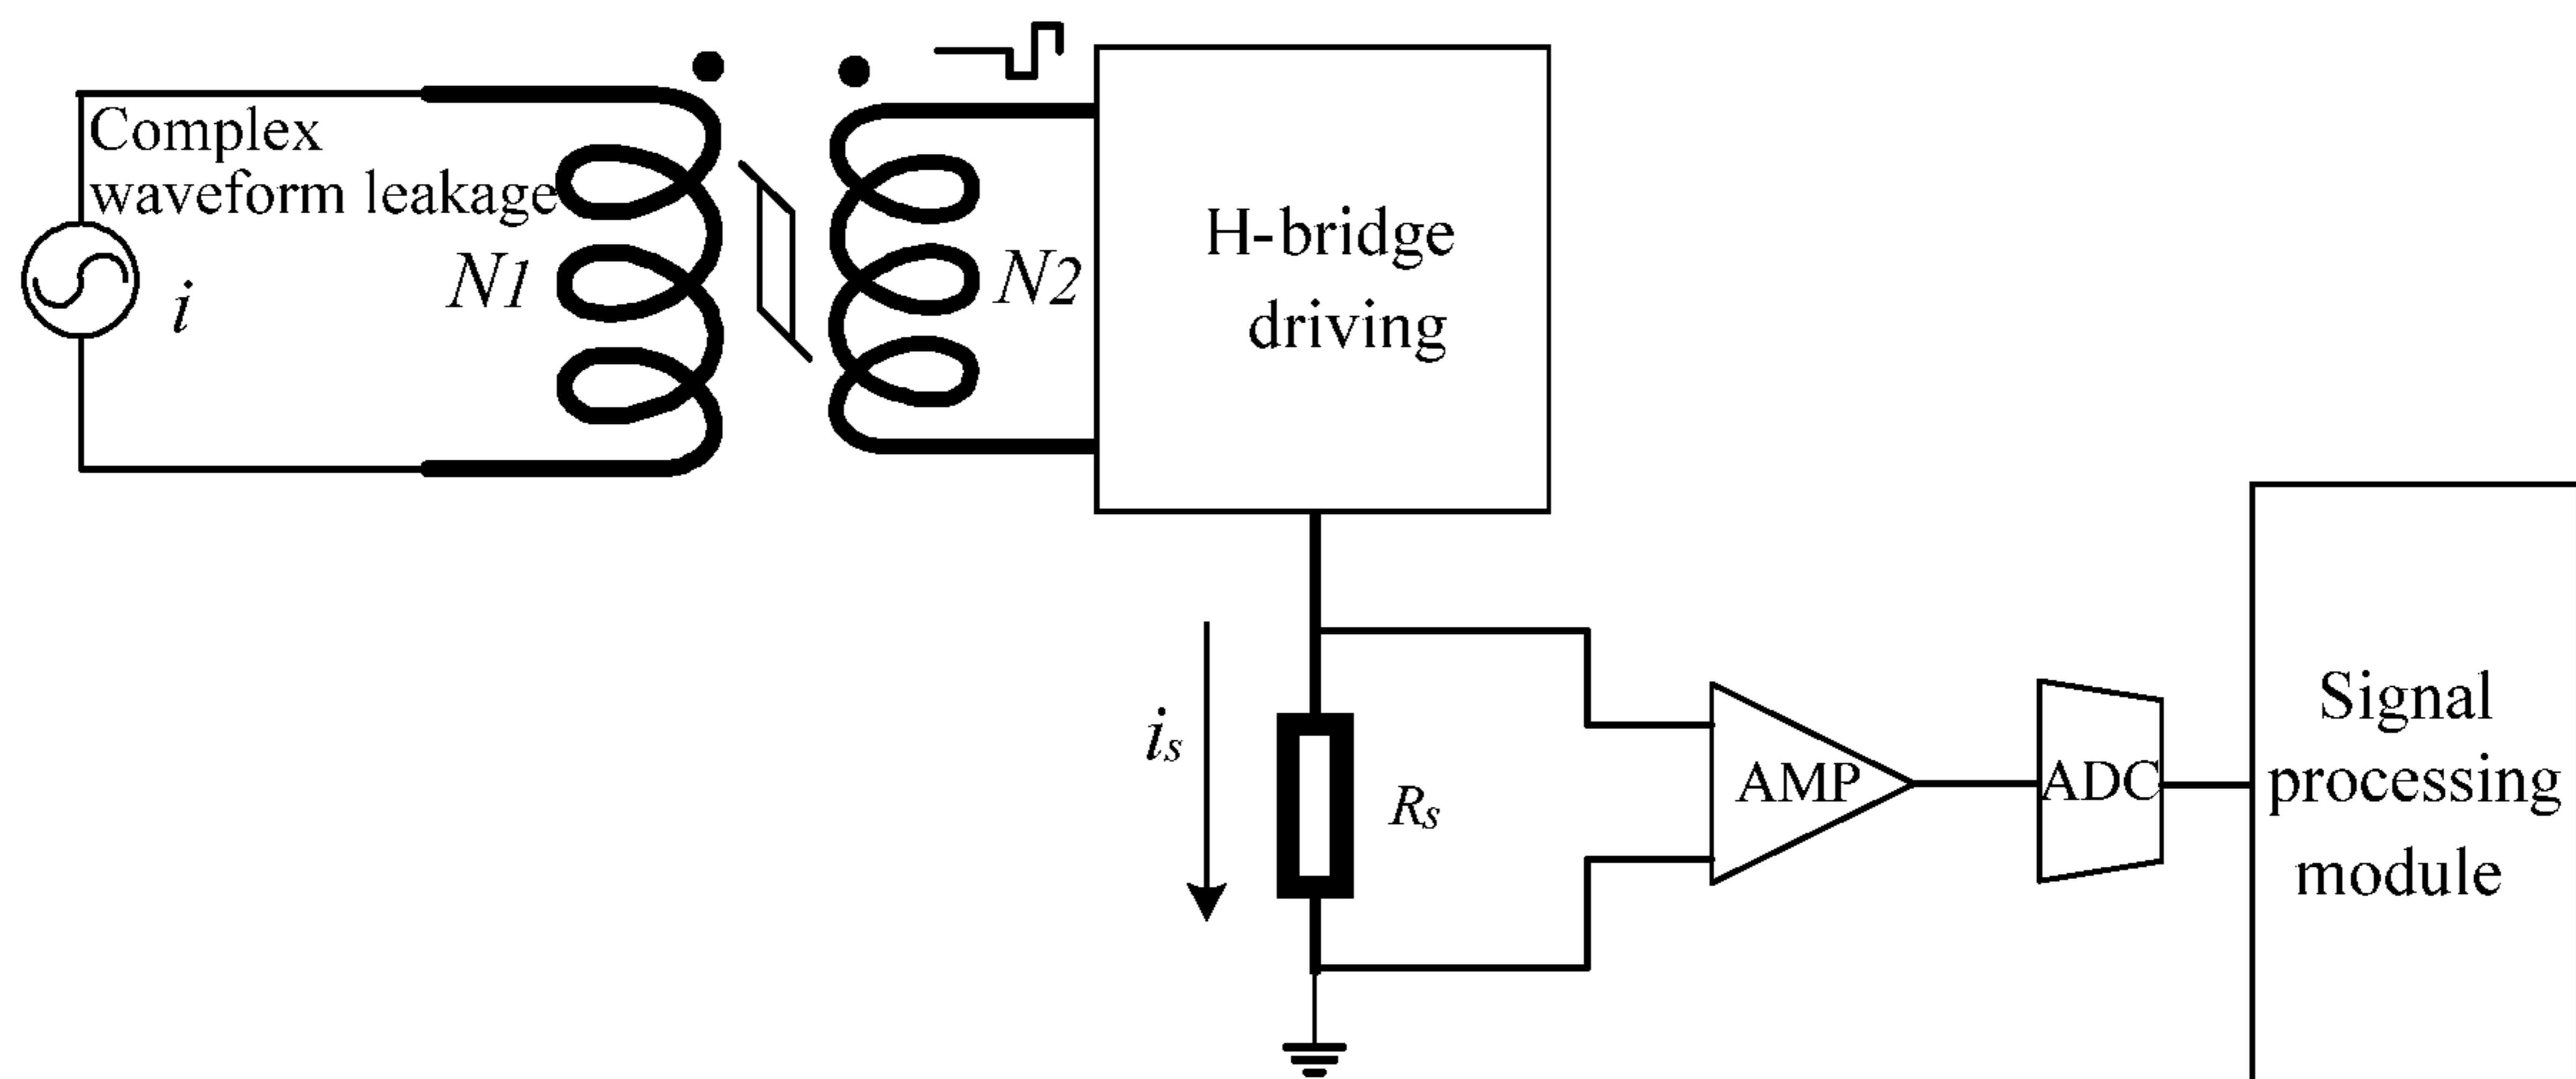 Complex
waveform leakage
i
N1
N2
H-bridge
driving
is
Rs
AMP
ADC
Signal
processing
module